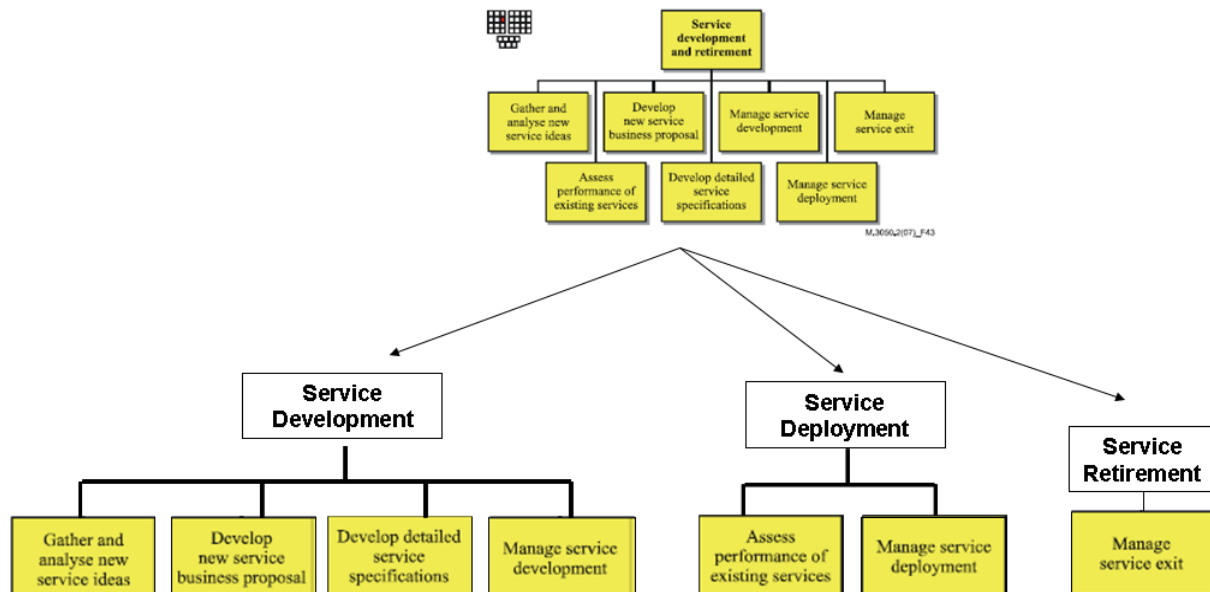 Service
development
and retirement
Gather and
analyse new
service ideas
Develop
new service
business proposal
Manage service
development
Manage
service exit
Assess
performance of
existing services
Develop detailed
service
specifications
Manage service
deployment
M.3050.2(07)_F43
Service
Development
Service
Deployment
Service
Retirement
Gather and
analyse new
service ideas
Develop
new service
business proposal
Develop detailed
service
specifications
Manage service
development
Assess
performance of
existing services
Manage service
deployment
Manage
service exit